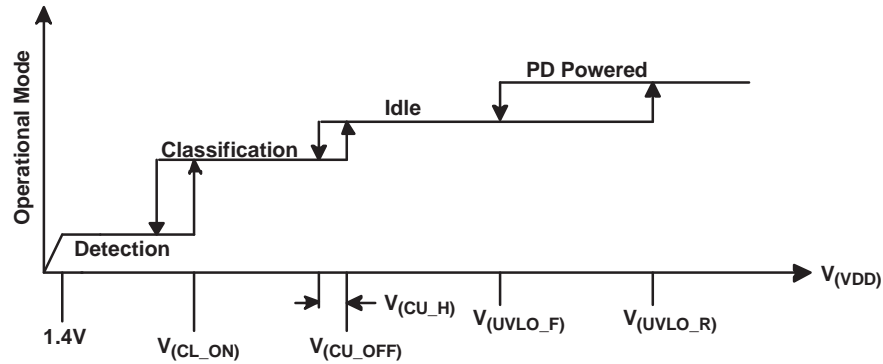 Operational Mode
PD Powered
Idle
Classification
Detection
V(VDD)
V(CU_H)
1.4V
V(CL_ON)
V(CU_OFF)
V(UVLO_F)
V(UVLO_R)